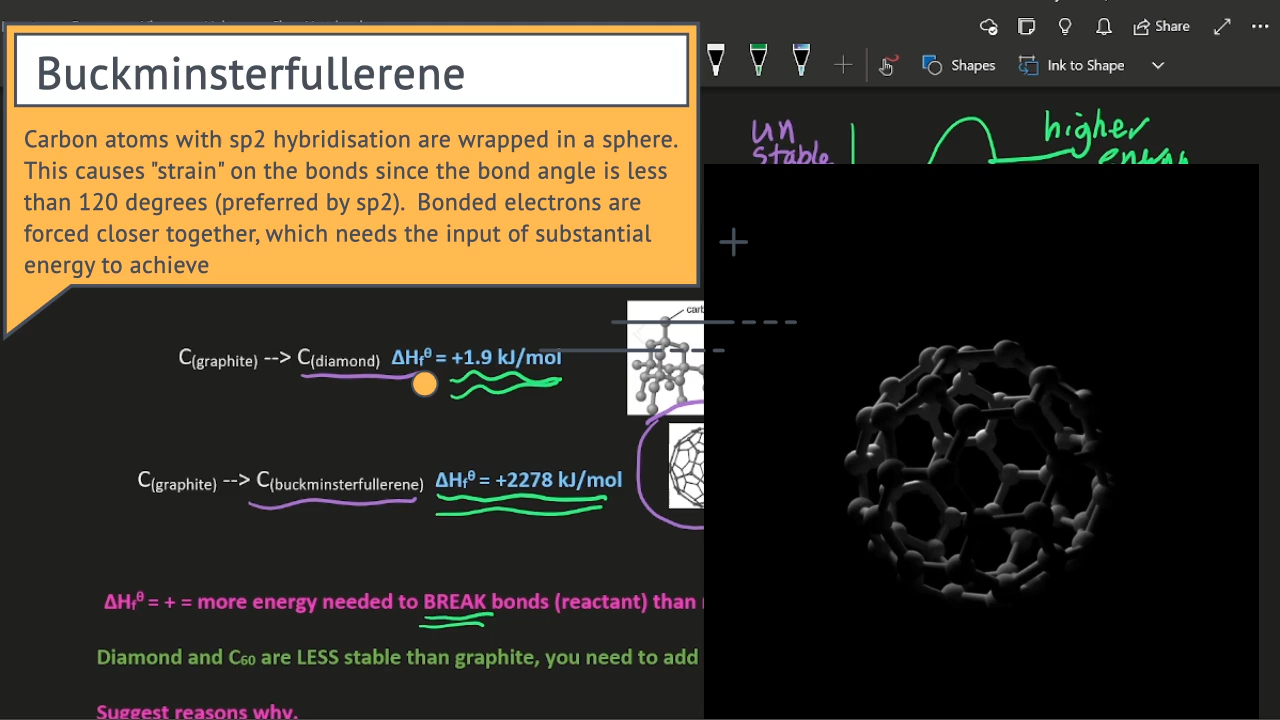 Share
Buckminsterfullerene
Shapes
Ink to Shape
Carbon atoms with sp2 hybridisation are wrapped in a sphere.
This causes "strain" on the bonds since the bond angle is less
than 120 degrees (preferred by sp2).  Bonded electrons are
forced closer together, which needs the input of substantial
energy to achieve
un
stable
higher
energy
C(graphite) --> C(diamond) ΔHfᶿ = +1.9 kJ/mol
C(graphite) --> C(buckminsterfullerene) ΔHfᶿ = +2278 kJ/mol
ΔHfᶿ = + = more energy needed to BREAK bonds (reactant) than
Diamond and C₆₀ are LESS stable than graphite, you need to add
Suggest reasons why.